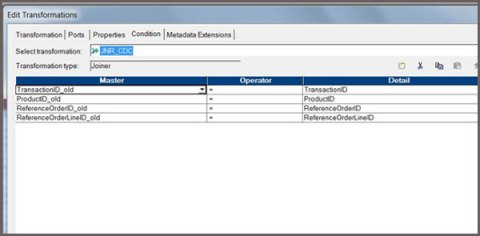 Edit Transformations
Transformation Ports Properties Condition Metadata Extensions
Select transformation: JNR_CDC
Transformation type: Joiner
Master Operator Detail
TransactionID_old = TransactionID
ProductID_old = ProductID
ReferenceOrderID_old = ReferenceOrderID
ReferenceOrderLineID_old = ReferenceOrderLineID